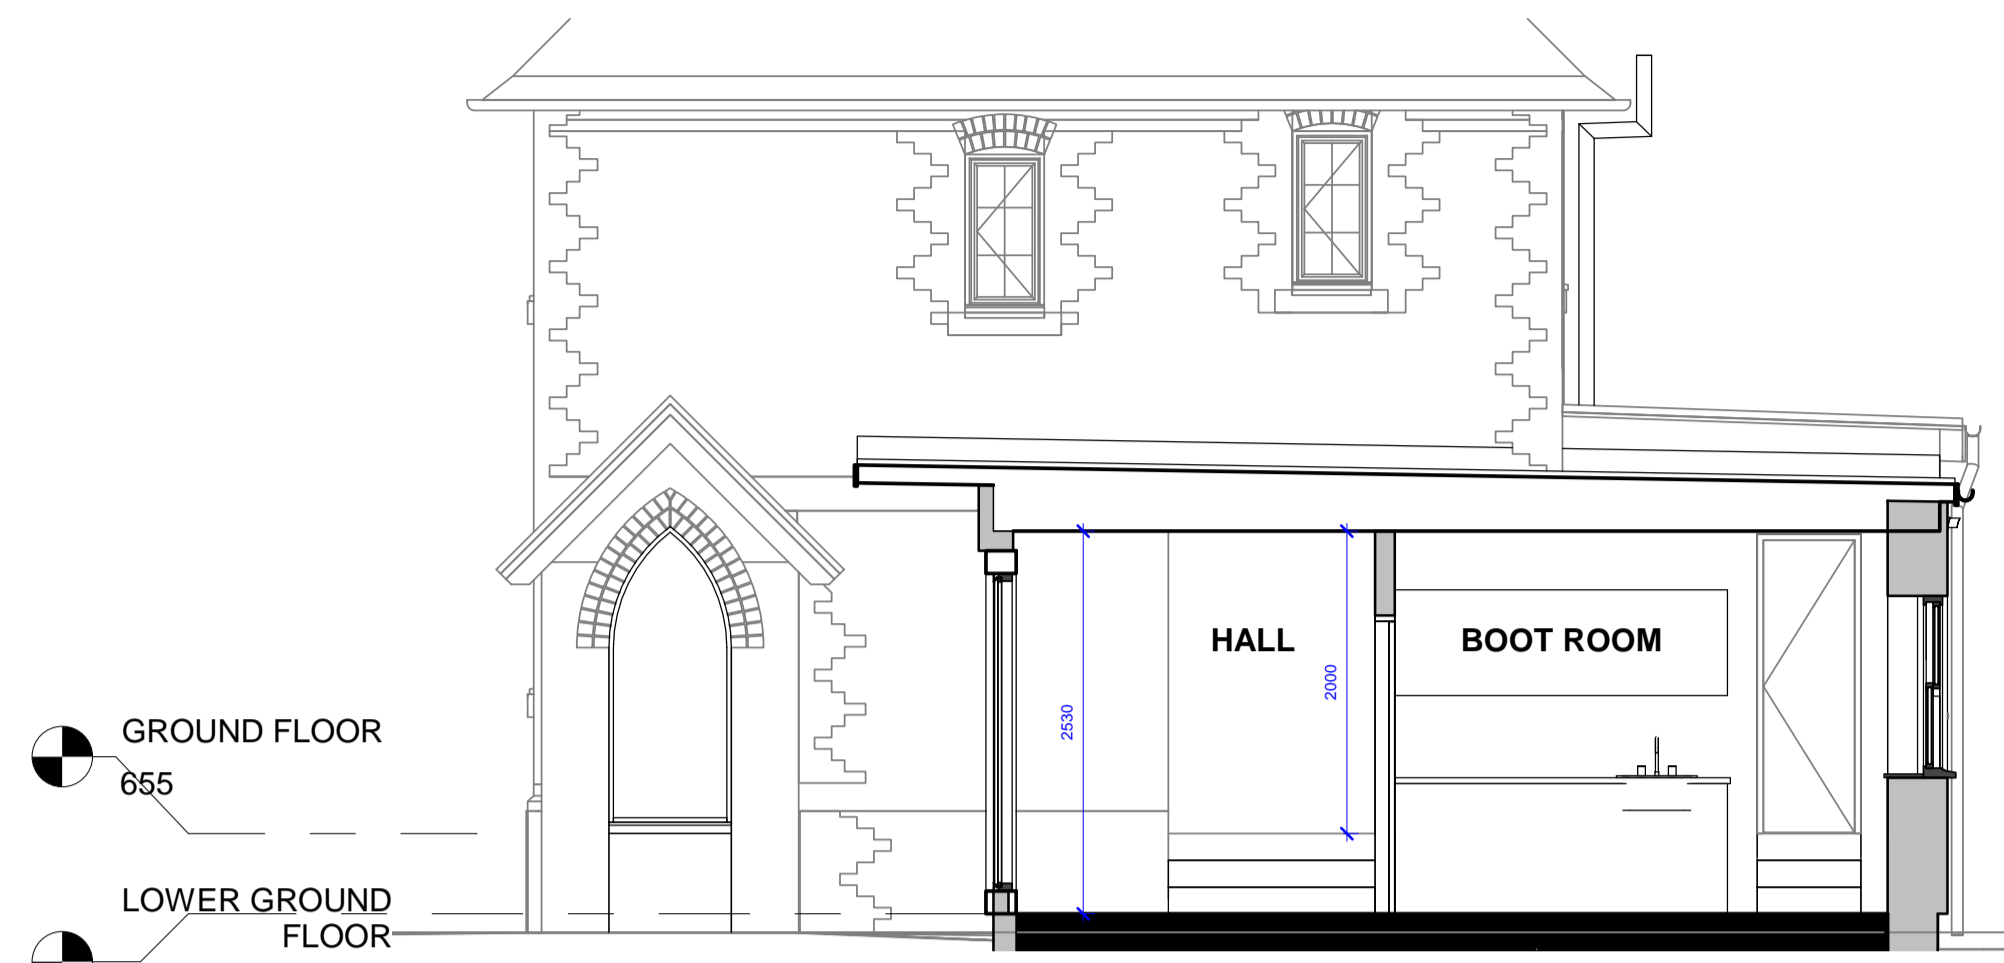 HALL
BOOT ROOM
2000
2530
GROUND FLOOR
655
LOWER GROUND
FLOOR